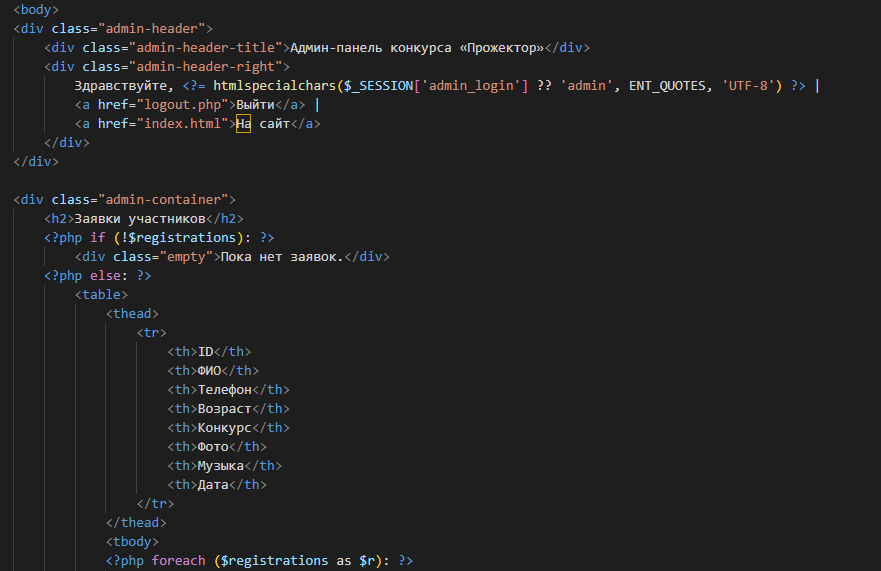 <body>
<div class="admin-header">
<div class="admin-header-title">Админ-панель конкурса «Прожектор»</div>
<div class="admin-header-right">
Здравствуйте, <?= htmlspecialchars($_SESSION['admin_login'] ?? 'admin', ENT_QUOTES, 'UTF-8') ?> |
<a href="logout.php">Выйти</a> |
<a href="index.html">На сайт</a>
</div>
</div>
<div class="admin-container">
<h2>Заявки участников</h2>
<?php if (!$registrations): ?>
<div class="empty">Пока нет заявок.</div>
<?php else: ?>
<table>
<thead>
<tr>
<th>ID</th>
<th>ФИО</th>
<th>Телефон</th>
<th>Возраст</th>
<th>Конкурс</th>
<th>Фото</th>
<th>Музыка</th>
<th>Дата</th>
</tr>
</thead>
<tbody>
<?php foreach ($registrations as $r): ?>